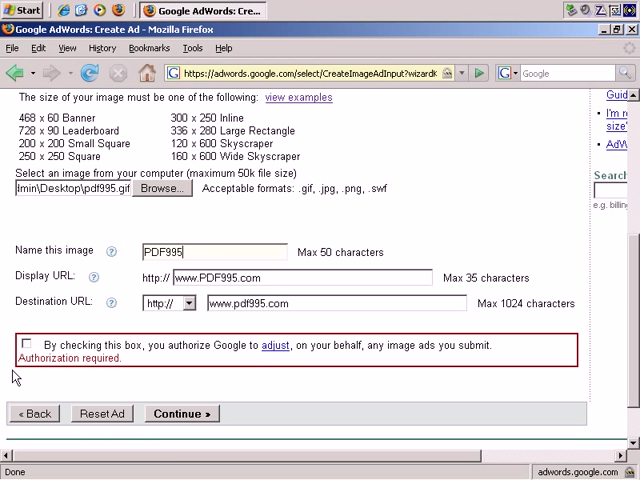 Start
Google AdWords: Cre...
Google AdWords: Create Ad - Mozilla Firefox
File Edit View History Bookmarks Tools Help
https://adwords.google.com/select/CreateImageAdInput?wizardK
Google
The size of your image must be one of the following: view examples
468 x 60 Banner 300 x 250 Inline
728 x 90 Leaderboard 336 x 280 Large Rectangle
200 x 200 Small Square 120 x 600 Skyscraper
250 x 250 Square 160 x 600 Wide Skyscraper
Select an image from your computer (maximum 50k file size)
lmin\Desktop\pdf995.gif Browse... Acceptable formats: .gif, .jpg, .png, .swf
Name this image ? PDF995 Max 50 characters
Display URL: ? http:// www.PDF995.com Max 35 characters
Destination URL: ? http:// www.pdf995.com Max 1024 characters
By checking this box, you authorize Google to adjust, on your behalf, any image ads you submit.
Authorization required.
« Back Reset Ad Continue »
Guid
• I'm re
size"
• AdW
Search
e.g. billing
Done
adwords.google.com